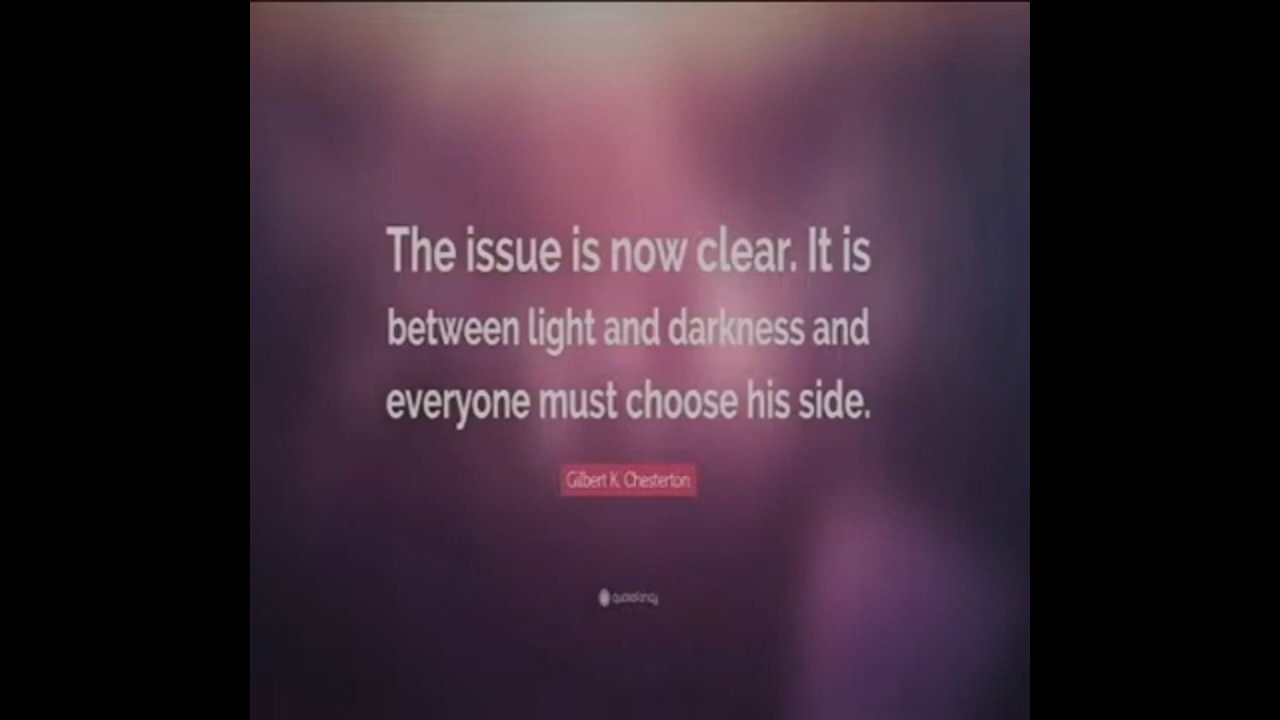 The issue is now clear. It is
between light and darkness and
everyone must choose his side.
Gilbert K. Chesterton
quotefancy